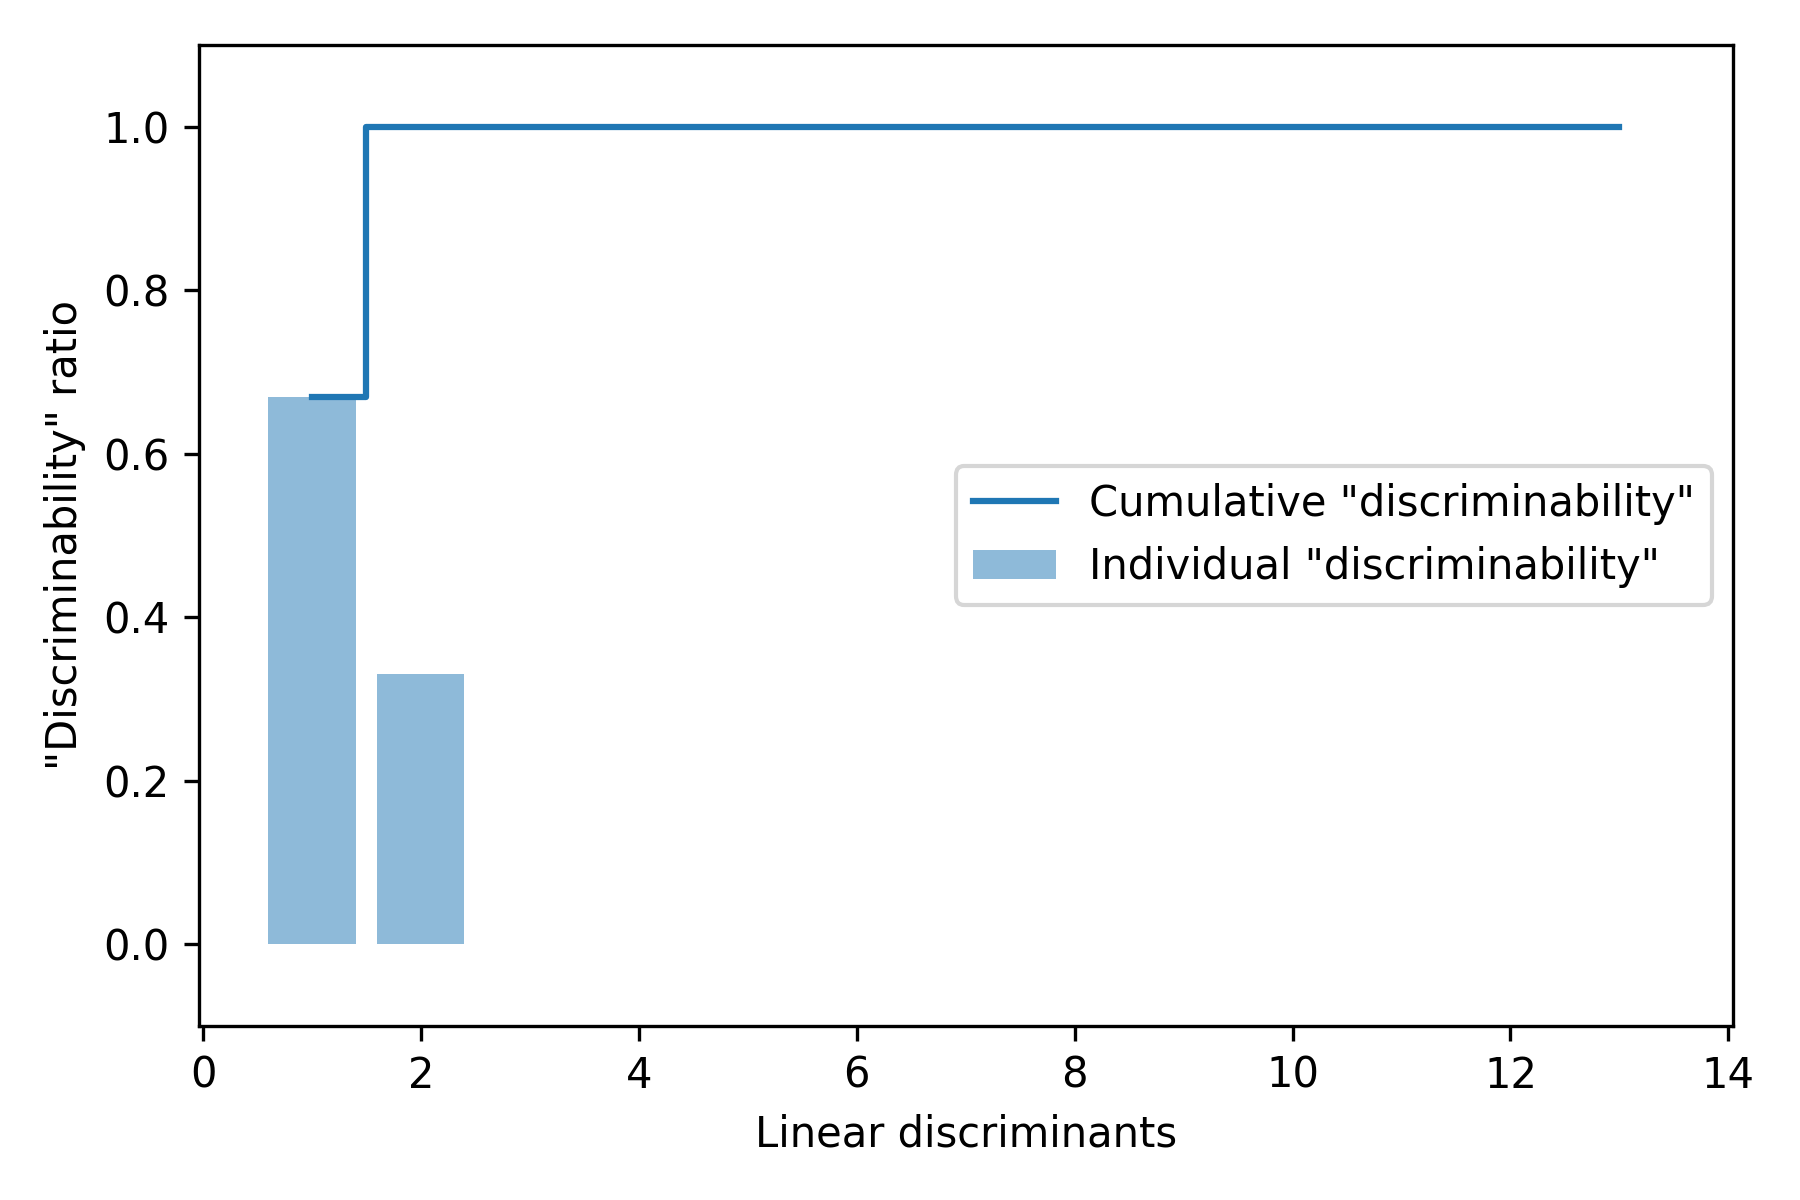 1.0
0.8
0.6
0.4
0.2
0.0
"Discriminability" ratio
Cumulative "discriminability"
Individual "discriminability"
0 2 4 6 8 10 12 14
Linear discriminants